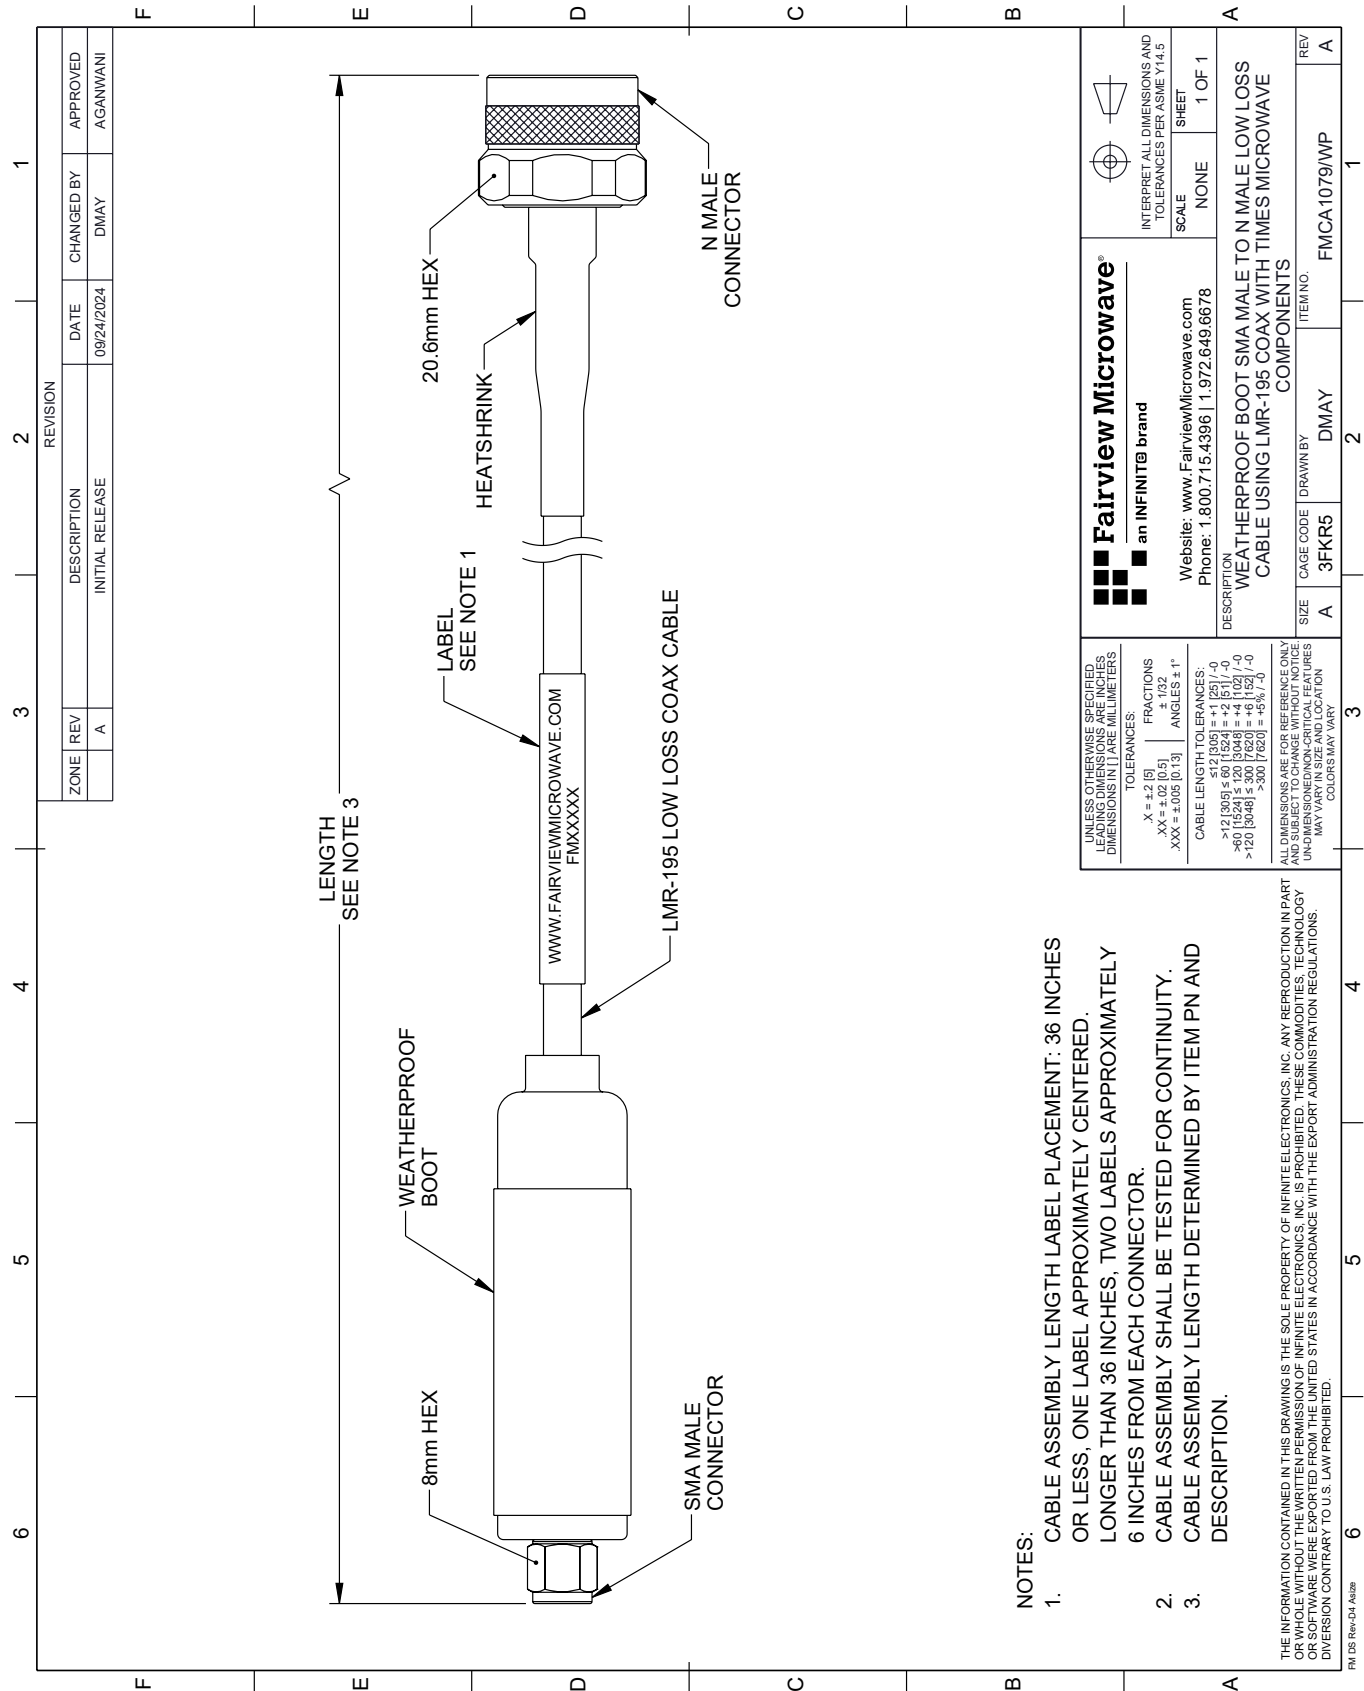 REVISION
ZONE REV DESCRIPTION DATE CHANGED BY APPROVED
A INITIAL RELEASE 09/24/2024 DMAY AGANWANI
6 5 4 3 2 1
F
E
D
C
B
A
F
E
D
C
B
A
LENGTH
SEE NOTE 3
8mm HEX
WEATHERPROOF
BOOT
LABEL
SEE NOTE 1
HEATSHRINK
20.6mm HEX
WWW.FAIRVIEWMICROWAVE.COM
FMXXXXX
SMA MALE
CONNECTOR
LMR-195 LOW LOSS COAX CABLE
N MALE
CONNECTOR
NOTES:
1. CABLE ASSEMBLY LENGTH LABEL PLACEMENT: 36 INCHES
OR LESS, ONE LABEL APPROXIMATELY CENTERED.
LONGER THAN 36 INCHES, TWO LABELS APPROXIMATELY
6 INCHES FROM EACH CONNECTOR.
2. CABLE ASSEMBLY SHALL BE TESTED FOR CONTINUITY.
3. CABLE ASSEMBLY LENGTH DETERMINED BY ITEM PN AND
DESCRIPTION.
THE INFORMATION CONTAINED IN THIS DRAWING IS THE SOLE PROPERTY OF INFINITE ELECTRONICS, INC. ANY REPRODUCTION IN PART
OR WHOLE WITHOUT THE WRITTEN PERMISSION OF INFINITE ELECTRONICS, INC. IS PROHIBITED. THESE COMMODITIES, TECHNOLOGY
OR SOFTWARE WERE EXPORTED FROM THE UNITED STATES IN ACCORDANCE WITH THE EXPORT ADMINISTRATION REGULATIONS.
DIVERSION CONTRARY TO U.S. LAW PROHIBITED.
UNLESS OTHERWISE SPECIFIED
LEADING DIMENSIONS ARE INCHES
DIMENSIONS IN [ ] ARE MILLIMETERS
TOLERANCES:
.X = ±.2 [5] FRACTIONS
.XX = ±.02 [0.5] ± 1/32
.XXX = ±.005 [0.13] ANGLES ± 1°
CABLE LENGTH TOLERANCES:
≤12 [305] = +1 [25] / -0
>12 [305] ≤ 60 [1524] = +2 [51] / -0
>60 [1524] ≤ 120 [3048] = +4 [102] / -0
>120 [3048] ≤ 300 [7620] = +6 [152] / -0
>300 [7620] = +5% / -0
ALL DIMENSIONS ARE FOR REFERENCE ONLY
AND SUBJECT TO CHANGE WITHOUT NOTICE.
UN-DIMENSIONED/NON-CRITICAL FEATURES
MAY VARY IN SIZE AND LOCATION
COLORS MAY VARY
Fairview Microwave®
an INFINIT@ brand
Website: www.FairviewMicrowave.com
Phone: 1.800.715.4396 | 1.972.649.6678
INTERPRET ALL DIMENSIONS AND
TOLERANCES PER ASME Y14.5
SCALE NONE
SHEET 1 OF 1
DESCRIPTION
WEATHERPROOF BOOT SMA MALE TO N MALE LOW LOSS
CABLE USING LMR-195 COAX WITH TIMES MICROWAVE
COMPONENTS
SIZE CAGE CODE DRAWN BY ITEM NO. REV
A 3FKR5 DMAY FMCA1079/WP A
6 5 4 3 2 1
FM DS Rev-D4 Asize